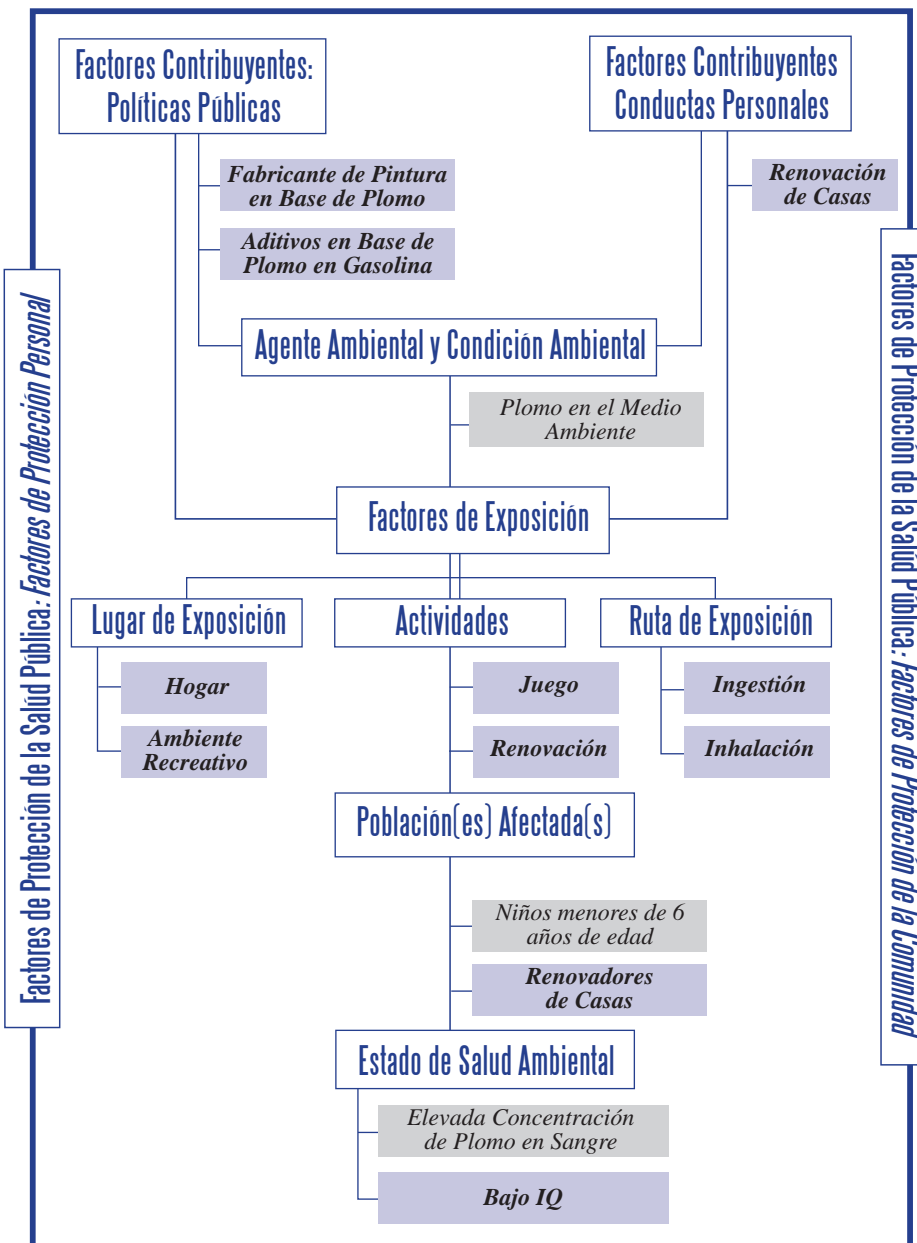 Factores Contribuyentes:
Políticas Públicas
Factores Contribuyentes
Conductas Personales
Fabricante de Pintura
en Base de Plomo
Renovación
de Casas
Aditivos en Base de
Plomo en Gasolina
Agente Ambiental y Condición Ambiental
Plomo en el Medio
Ambiente
Factores de Exposición
Lugar de Exposición
Actividades
Ruta de Exposición
Hogar
Juego
Ingestión
Ambiente
Recreativo
Renovación
Inhalación
Población(es) Afectada(s)
Niños menores de 6
años de edad
Renovadores
de Casas
Estado de Salud Ambiental
Elevada Concentración
de Plomo en Sangre
Bajo IQ
Factores de Protección de la Salúd Pública: Factores de Protección Personal
Factores de Protección de la Salúd Pública: Factores de Protección de la Comunidad